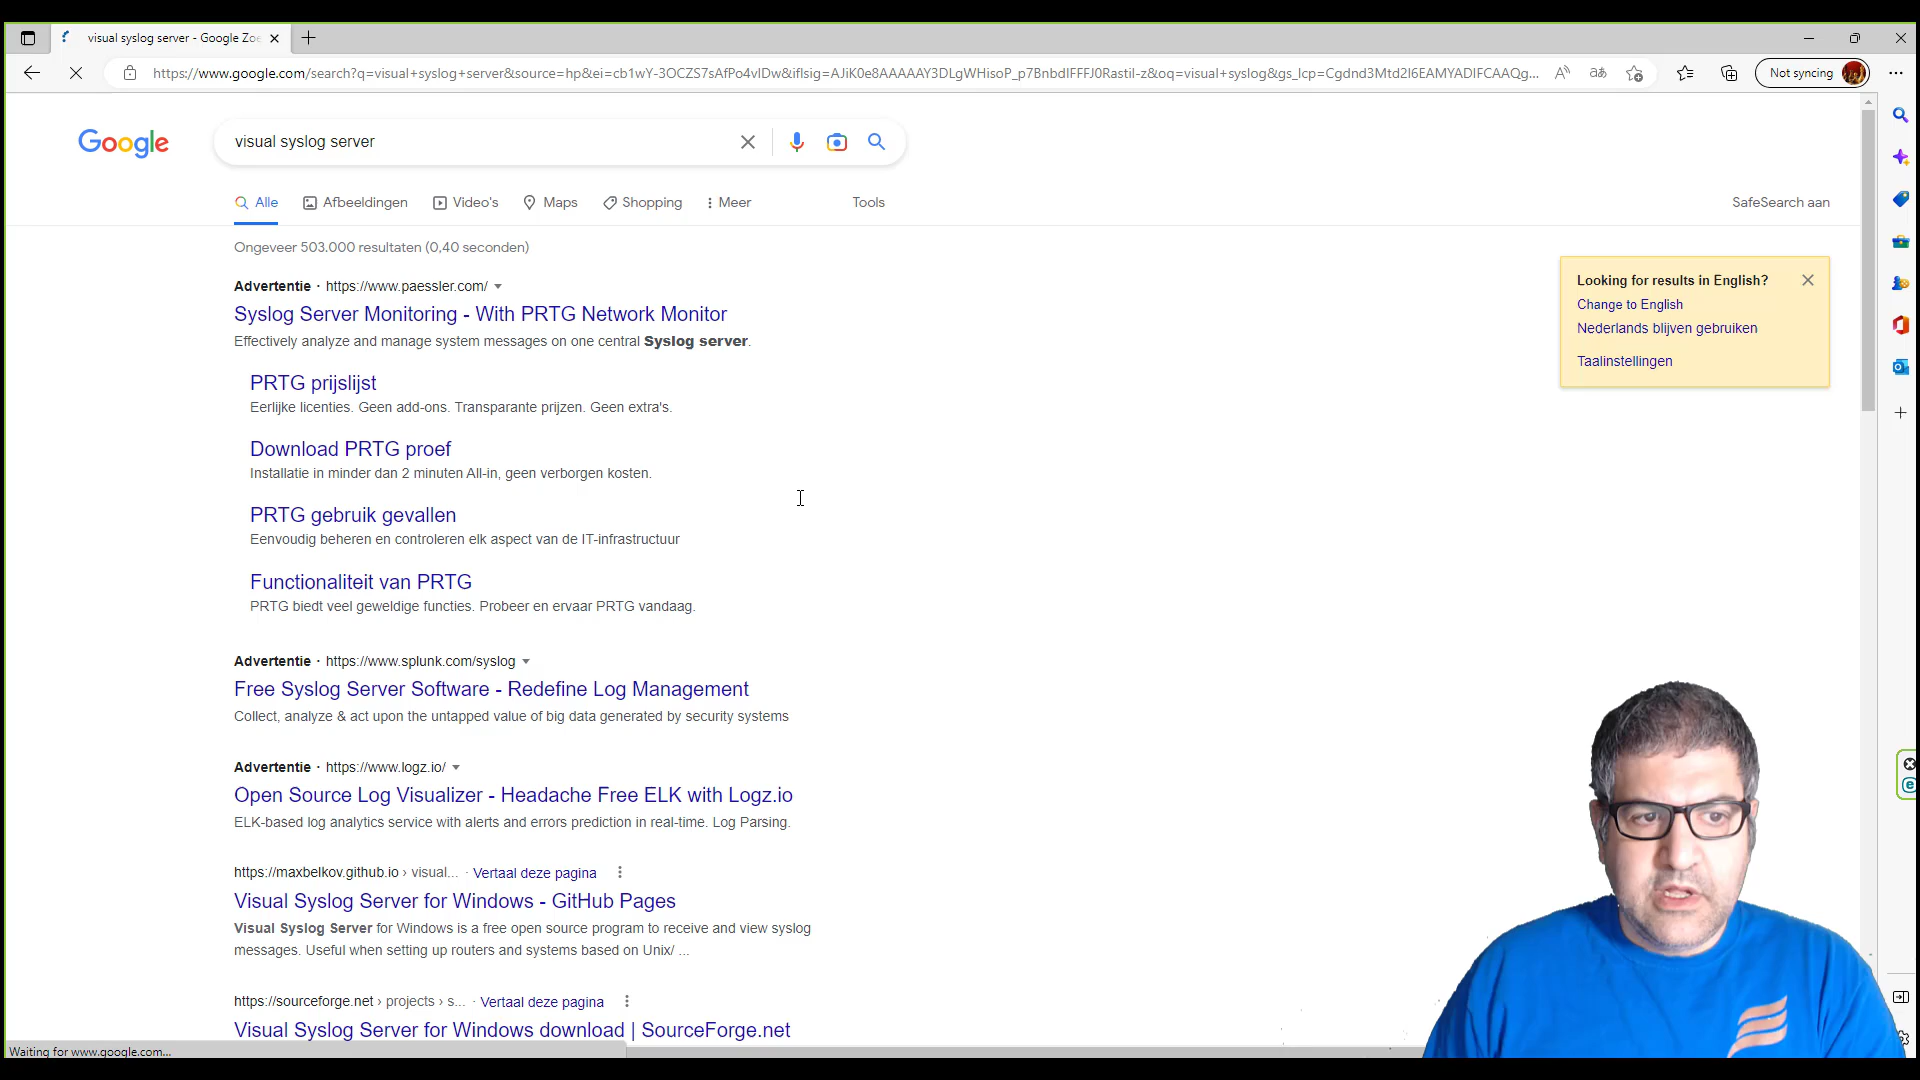 visual syslog server - Google Zoe
https://www.google.com/search?q=visual+syslog+server&source=hp&ei=cb1wY-3OCZS7sAfPo4vIDw&iflsig=AJiK0e8AAAAAY3DLgWHisoP_p7BnbdIFFFJ0Rastil-z&oq=visual+syslog&gs_lcp=Cgdnd3Mtd2l6EAMYADIFCAAQg...
Not syncing
Google
visual syslog server
Alle
Afbeeldingen
Video's
Maps
Shopping
Meer
Tools
SafeSearch aan
Ongeveer 503.000 resultaten (0,40 seconden)
Looking for results in English?
Change to English
Nederlands blijven gebruiken
Taalinstellingen
Advertentie · https://www.paessler.com/
Syslog Server Monitoring - With PRTG Network Monitor
Effectively analyze and manage system messages on one central Syslog server.
PRTG prijslijst
Eerlijke licenties. Geen add-ons. Transparante prijzen. Geen extra's.
Download PRTG proef
Installatie in minder dan 2 minuten All-in, geen verborgen kosten.
PRTG gebruik gevallen
Eenvoudig beheren en controleren elk aspect van de IT-infrastructuur
Functionaliteit van PRTG
PRTG biedt veel geweldige functies. Probeer en ervaar PRTG vandaag.
Advertentie · https://www.splunk.com/syslog
Free Syslog Server Software - Redefine Log Management
Collect, analyze & act upon the untapped value of big data generated by security systems
Advertentie · https://www.logz.io/
Open Source Log Visualizer - Headache Free ELK with Logz.io
ELK-based log analytics service with alerts and errors prediction in real-time. Log Parsing.
https://maxbelkov.github.io › visual... · Vertaal deze pagina
Visual Syslog Server for Windows - GitHub Pages
Visual Syslog Server for Windows is a free open source program to receive and view syslog
messages. Useful when setting up routers and systems based on Unix/ ...
https://sourceforge.net › projects › s... · Vertaal deze pagina
Visual Syslog Server for Windows download | SourceForge.net
Waiting for www.google.com...